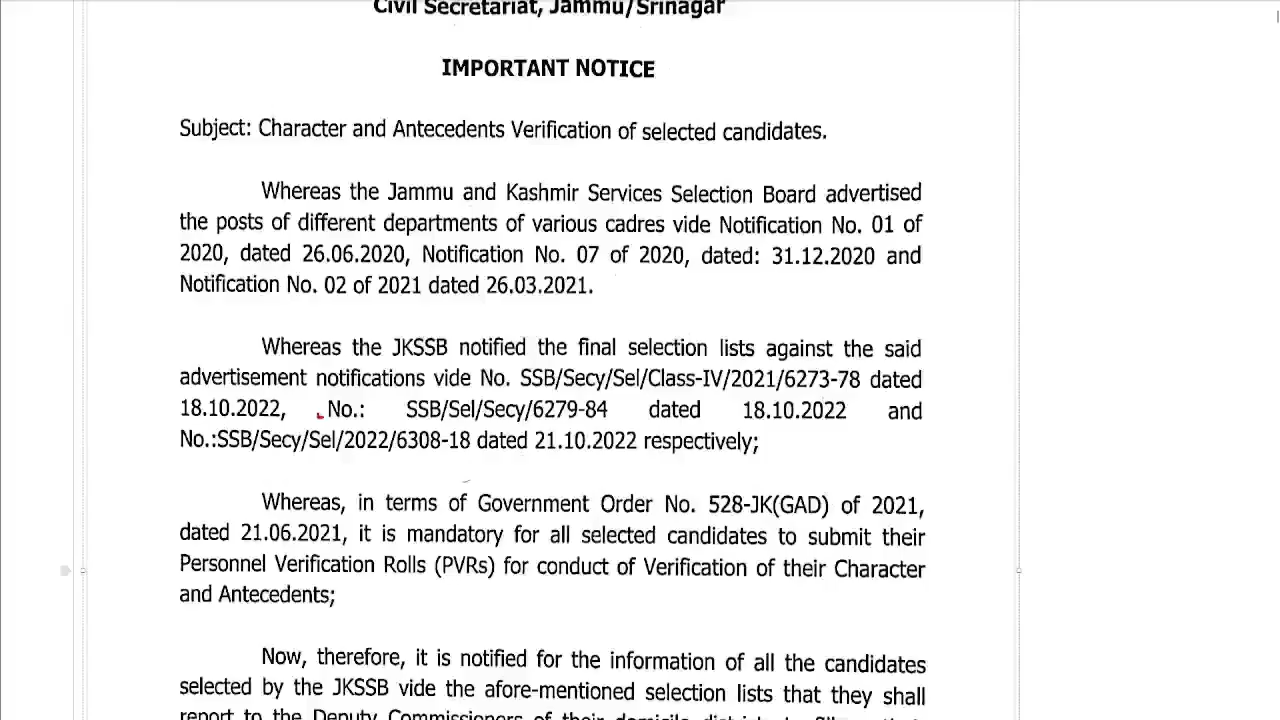 Civil Secretariat, Jammu/Srinagar
IMPORTANT NOTICE
Subject: Character and Antecedents Verification of selected candidates.
Whereas the Jammu and Kashmir Services Selection Board advertised
the posts of different departments of various cadres vide Notification No. 01 of
2020, dated 26.06.2020, Notification No. 07 of 2020, dated: 31.12.2020 and
Notification No. 02 of 2021 dated 26.03.2021.
Whereas the JKSSB notified the final selection lists against the said
advertisement notifications vide No. SSB/Secy/Sel/Class-IV/2021/6273-78 dated
18.10.2022, No.: SSB/Sel/Secy/6279-84 dated 18.10.2022 and
No.:SSB/Secy/Sel/2022/6308-18 dated 21.10.2022 respectively;
Whereas, in terms of Government Order No. 528-JK(GAD) of 2021,
dated 21.06.2021, it is mandatory for all selected candidates to submit their
Personnel Verification Rolls (PVRs) for conduct of Verification of their Character
and Antecedents;
Now, therefore, it is notified for the information of all the candidates
selected by the JKSSB vide the afore-mentioned selection lists that they shall
report to the Deputy Commissioners of their domicile